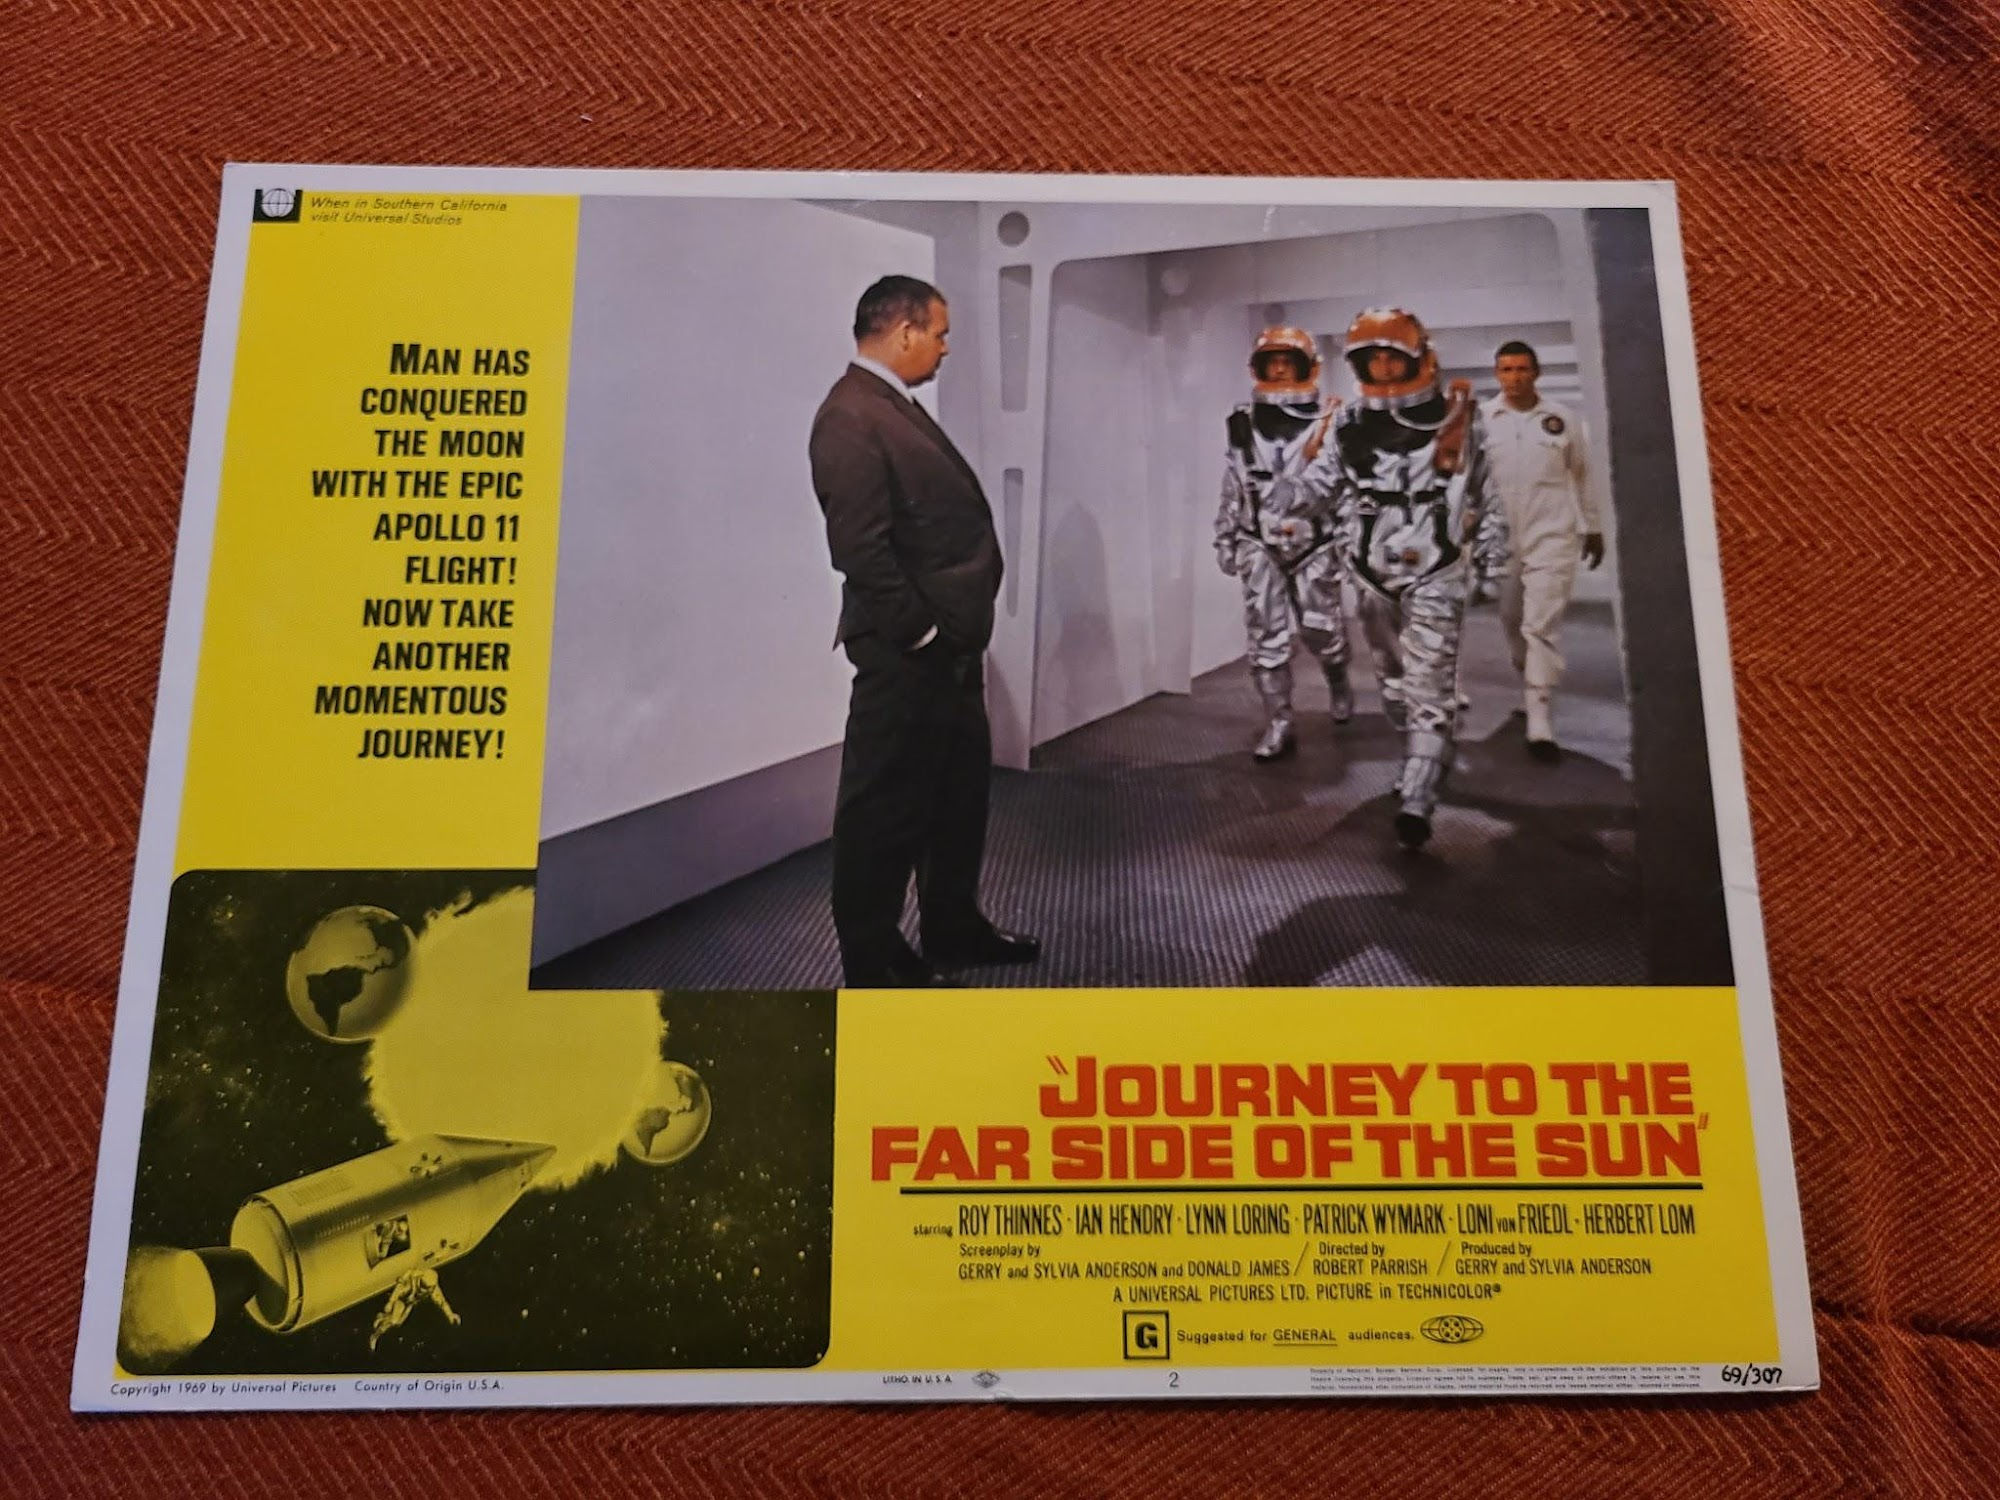 When in Southern California
visit Universal Studios
MAN HAS
CONQUERED
THE MOON
WITH THE EPIC
APOLLO 11
FLIGHT!
NOW TAKE
ANOTHER
MOMENTOUS
JOURNEY!
"JOURNEY TO THE
FAR SIDE OF THE SUN"
starring ROY THINNES · IAN HENDRY · LYNN LORING · PATRICK WYMARK · LONI von FRIEDL · HERBERT LOM
Screenplay by
GERRY and SYLVIA ANDERSON and DONALD JAMES / Directed by
ROBERT PARRISH / Produced by
GERRY and SYLVIA ANDERSON
A UNIVERSAL PICTURES LTD. PICTURE in TECHNICOLOR®
G Suggested for GENERAL audiences.
Copyright 1969 by Universal Pictures Country of Origin U.S.A.
LITHO. IN U. S. A.
2
69/307